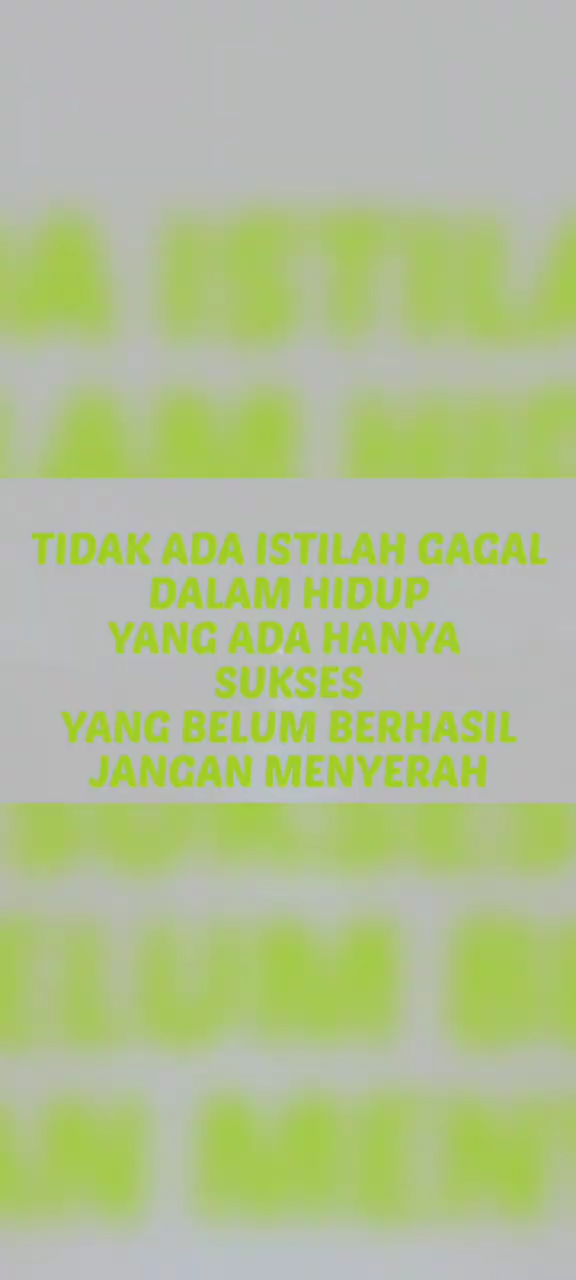 TIDAK ADA ISTILAH GAGAL
DALAM HIDUP
YANG ADA HANYA
SUKSES
YANG BELUM BERHASIL
JANGAN MENYERAH